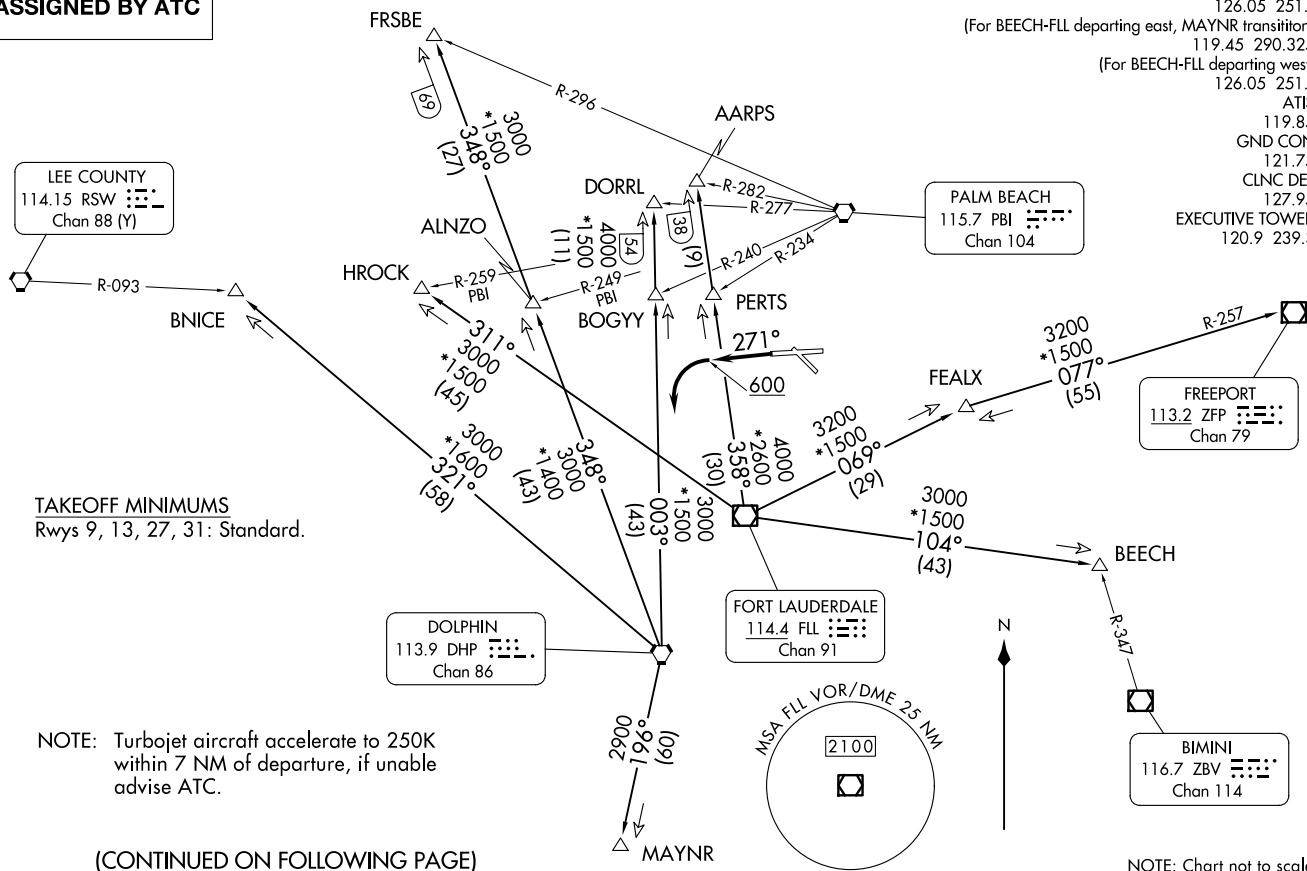 ASSIGNED BY ATC
126.05 251.
(For BEECH-FLL departing east, MAYNR transititon
119.45 290.32
(For BEECH-FLL departing west
126.05 251.
ATI
119.8
GND CON
121.7
CLNC DE
127.9
EXECUTIVE TOWE
120.9 239.
FRSBE
R-296
69
3000
*1500
348°
(27)
AARPS
LEE COUNTY
114.15 RSW
Chan 88 (Y)
R-093
BNICE
DORRL
R-282
R-277
PALM BEACH
115.7 PBI
Chan 104
ALNZO
4000
*1500
(11)
54
38
(9)
R-240
R-234
HROCK
R-259
PBI
R-249
PBI
BOGYY
PERTS
271°
600
311°
3000
*1500
(45)
FEALX
3200
*1500
077°
(55)
R-257
FREEPORT
113.2 ZFP
Chan 79
3000
*1600
321°
(58)
348°
3000
*1400
(43)
003°
3000
*1500
(43)
4000
*2600
358°
(30)
3200
*1500
069°
(29)
3000
*1500
104°
(43)
BEECH
TAKEOFF MINIMUMS
Rwys 9, 13, 27, 31: Standard.
FORT LAUDERDALE
114.4 FLL
Chan 91
DOLPHIN
113.9 DHP
Chan 86
N
R-347
2900
196°
(60)
MAYNR
MSA FLL VOR/DME 25 NM
2100
BIMINI
116.7 ZBV
Chan 114
NOTE: Turbojet aircraft accelerate to 250K
within 7 NM of departure, if unable
advise ATC.
(CONTINUED ON FOLLOWING PAGE)
NOTE: Chart not to scale